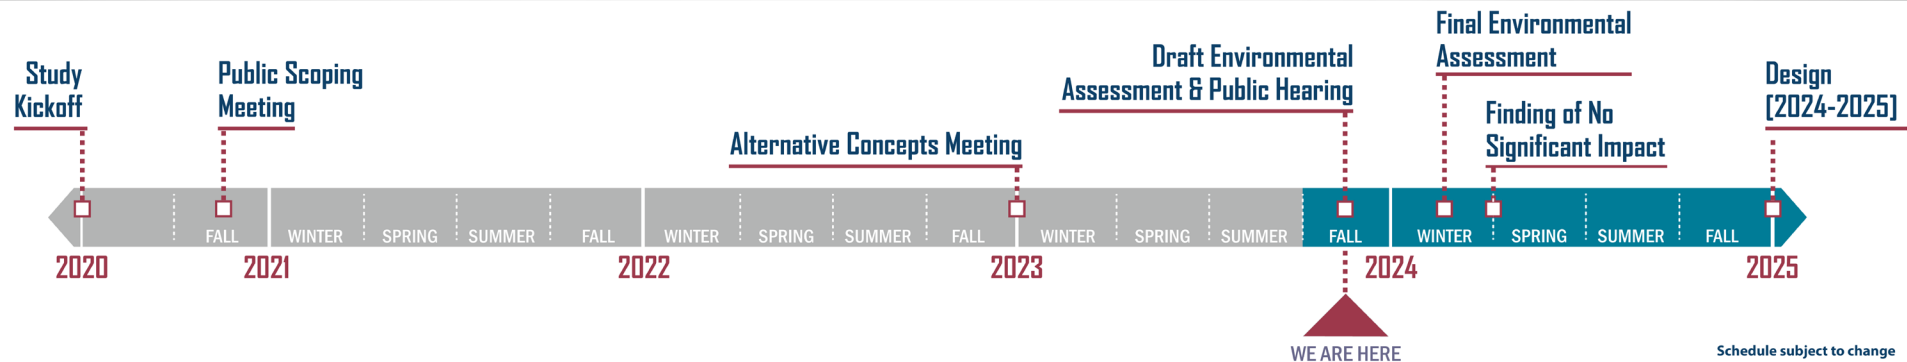 Study
Kickoff
Public Scoping
Meeting
Alternative Concepts Meeting
Draft Environmental
Assessment & Public Hearing
Final Environmental
Assessment
Finding of No
Significant Impact
Design
[2024-2025]
FALL WINTER SPRING SUMMER FALL WINTER SPRING SUMMER FALL WINTER SPRING SUMMER FALL WINTER SPRING SUMMER FALL
2020 2021 2022 2023 2024 2025
WE ARE HERE
Schedule subject to change